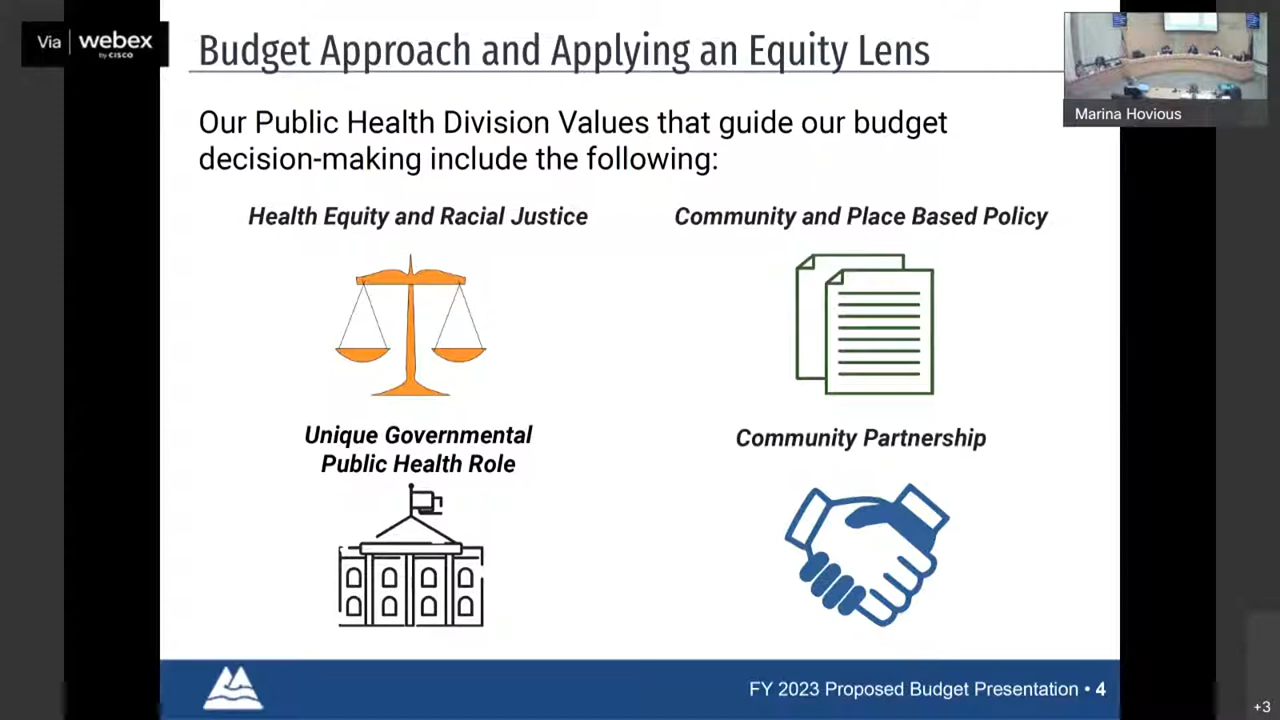 Via webex
by CISCO
Budget Approach and Applying an Equity Lens
Marina Hovious
Our Public Health Division Values that guide our budget
decision-making include the following:
Health Equity and Racial Justice
Community and Place Based Policy
Unique Governmental
Public Health Role
Community Partnership
FY 2023 Proposed Budget Presentation • 4
+3